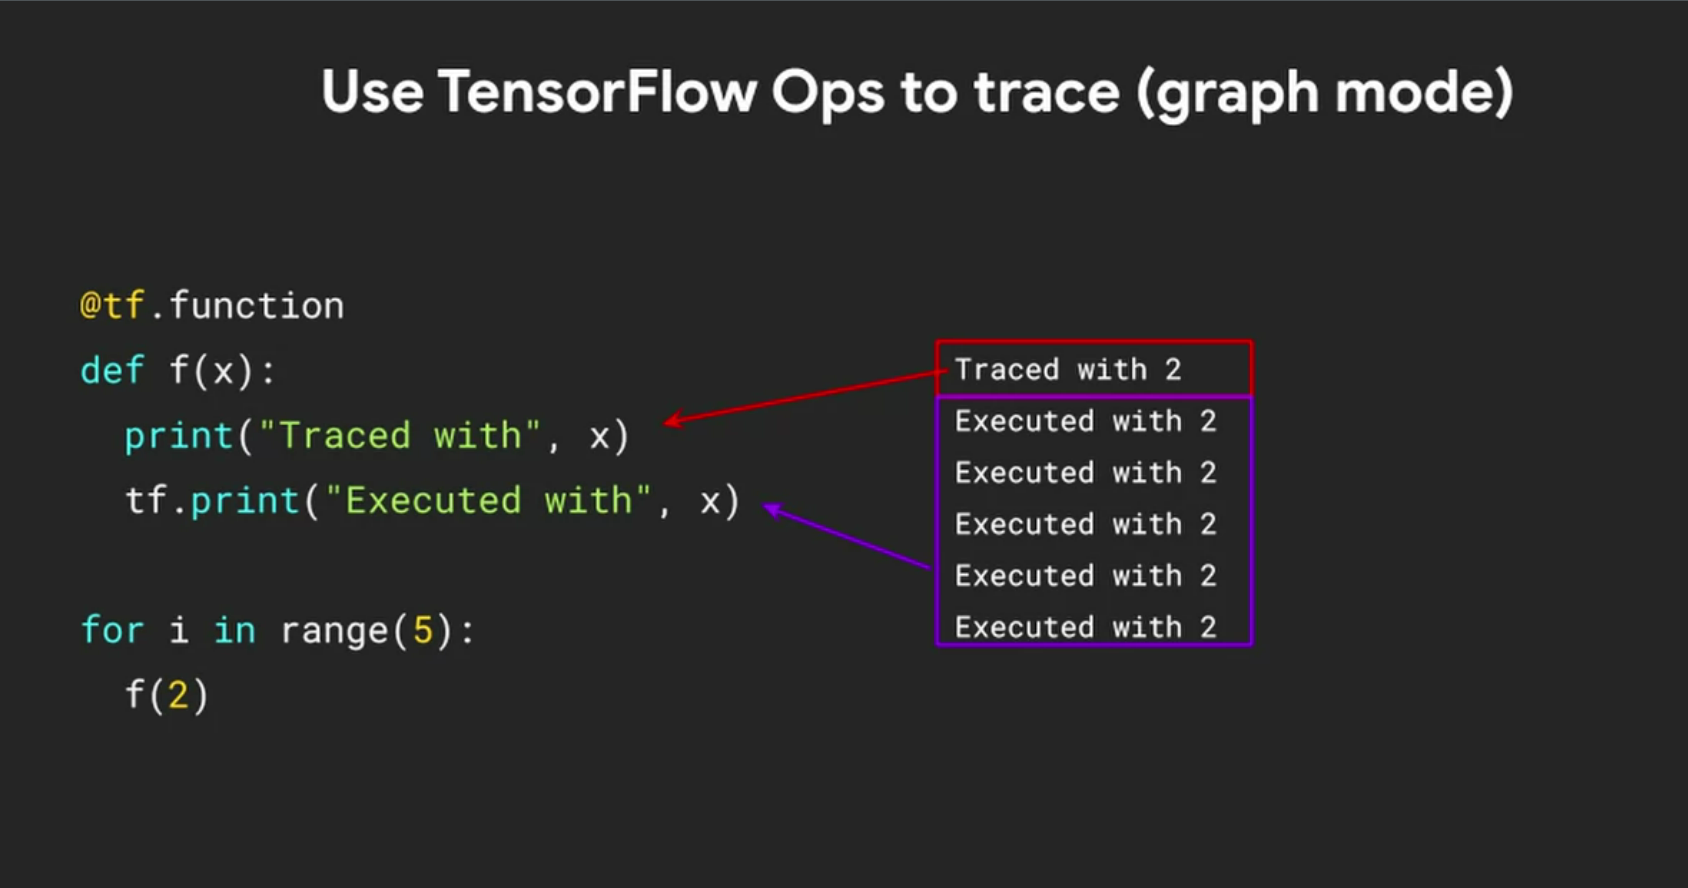 Use TensorFlow Ops to trace (graph mode)
@tf.function
def f(x):
  print("Traced with", x)
  tf.print("Executed with", x)
for i in range(5):
  f(2)
Traced with 2
Executed with 2
Executed with 2
Executed with 2
Executed with 2
Executed with 2